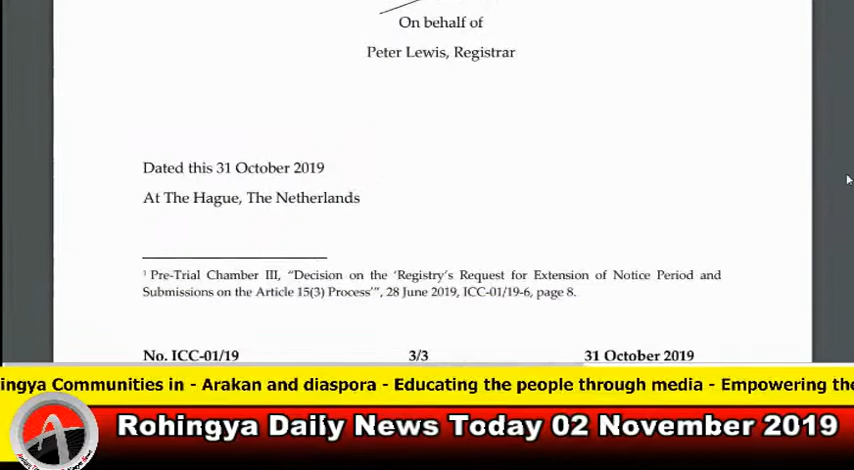 On behalf of
Peter Lewis, Registrar
Dated this 31 October 2019
At The Hague, The Netherlands
¹ Pre-Trial Chamber III, “Decision on the ‘Registry’s Request for Extension of Notice Period and
Submissions on the Article 15(3) Process’”, 28 June 2019, ICC-01/19-6, page 8.
No. ICC-01/19 3/3 31 October 2019
Communities in - Arakan and diaspora - Educating the people through media - Empowering the
Rohingya Daily News Today 02 November 2019